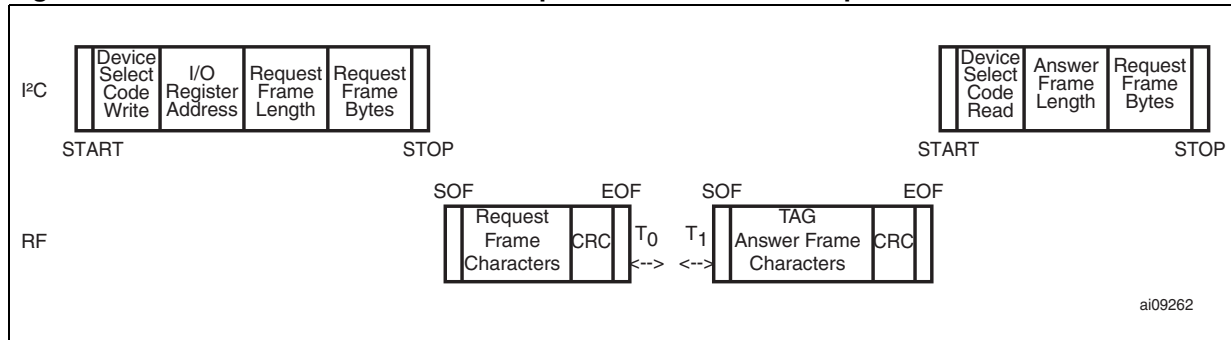 I²C
Device
Select
Code
Write
I/O
Register
Address
Request
Frame
Length
Request
Frame
Bytes
Device
Select
Code
Read
Answer
Frame
Length
Request
Frame
Bytes
START
STOP
START
STOP
SOF
EOF
SOF
EOF
RF
Request
Frame
Characters
CRC
T0
<-->
T1
<-->
TAG
Answer Frame
Characters
CRC
ai09262